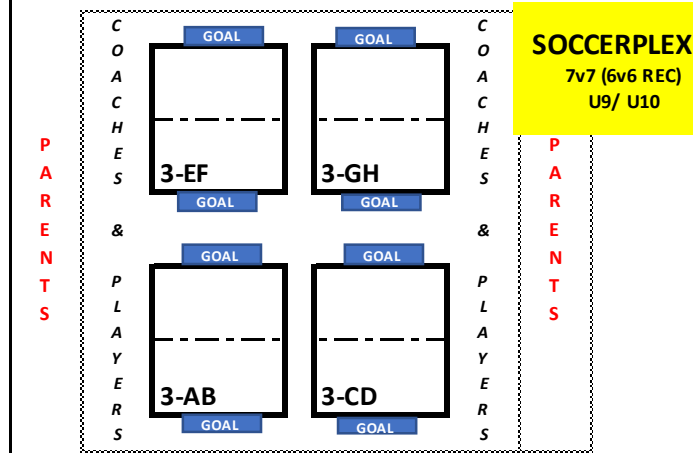 SOCCERPLEX
7v7 (6v6 REC)
U9/ U10
PARENTS
COACHES & PLAYERS
GOAL
GOAL
3-EF
3-GH
GOAL
GOAL
GOAL
GOAL
3-AB
3-CD
GOAL
GOAL
COACHES & PLAYERS
PARENTS